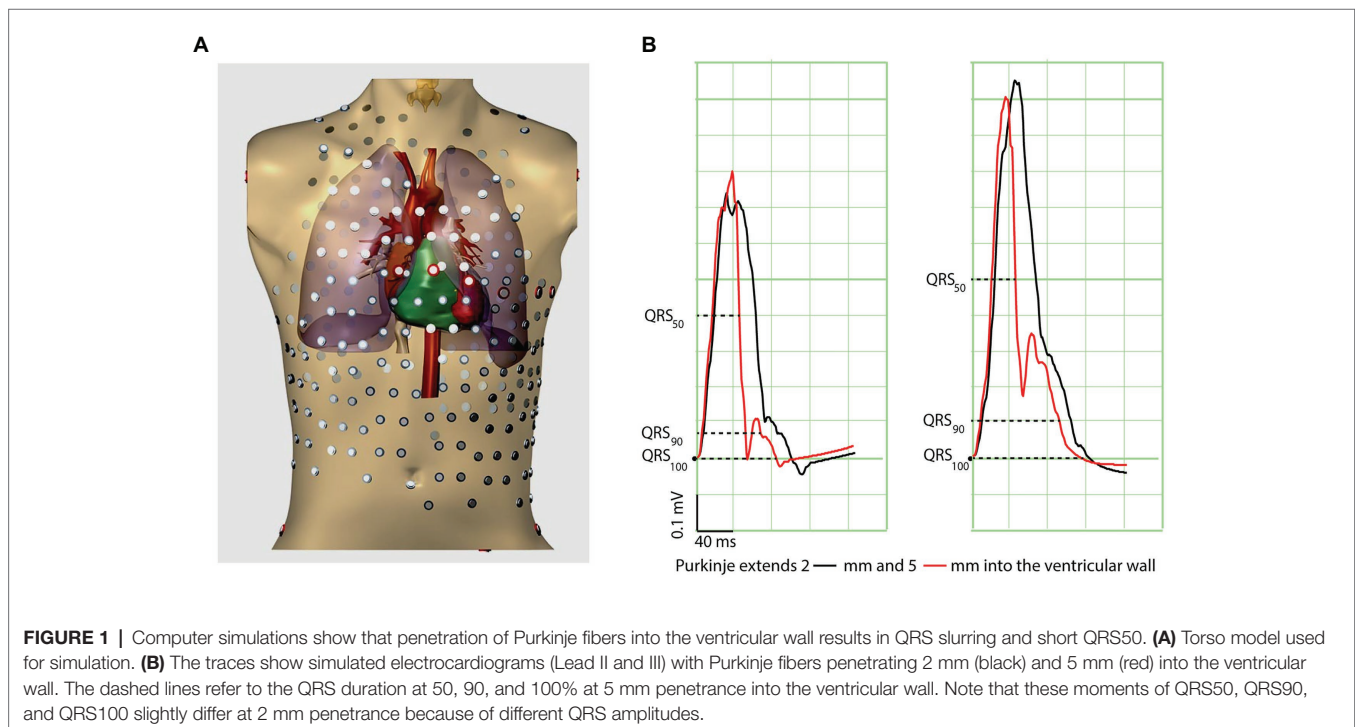 A
B
QRS50
QRS90
QRS100
0.1 mV
40 ms
QRS50
QRS90
QRS100
Purkinje extends 2 — mm and 5 — mm into the ventricular wall
FIGURE 1 | Computer simulations show that penetration of Purkinje fibers into the ventricular wall results in QRS slurring and short QRS50. (A) Torso model used
for simulation. (B) The traces show simulated electrocardiograms (Lead II and III) with Purkinje fibers penetrating 2 mm (black) and 5 mm (red) into the ventricular
wall. The dashed lines refer to the QRS duration at 50, 90, and 100% at 5 mm penetrance into the ventricular wall. Note that these moments of QRS50, QRS90,
and QRS100 slightly differ at 2 mm penetrance because of different QRS amplitudes.